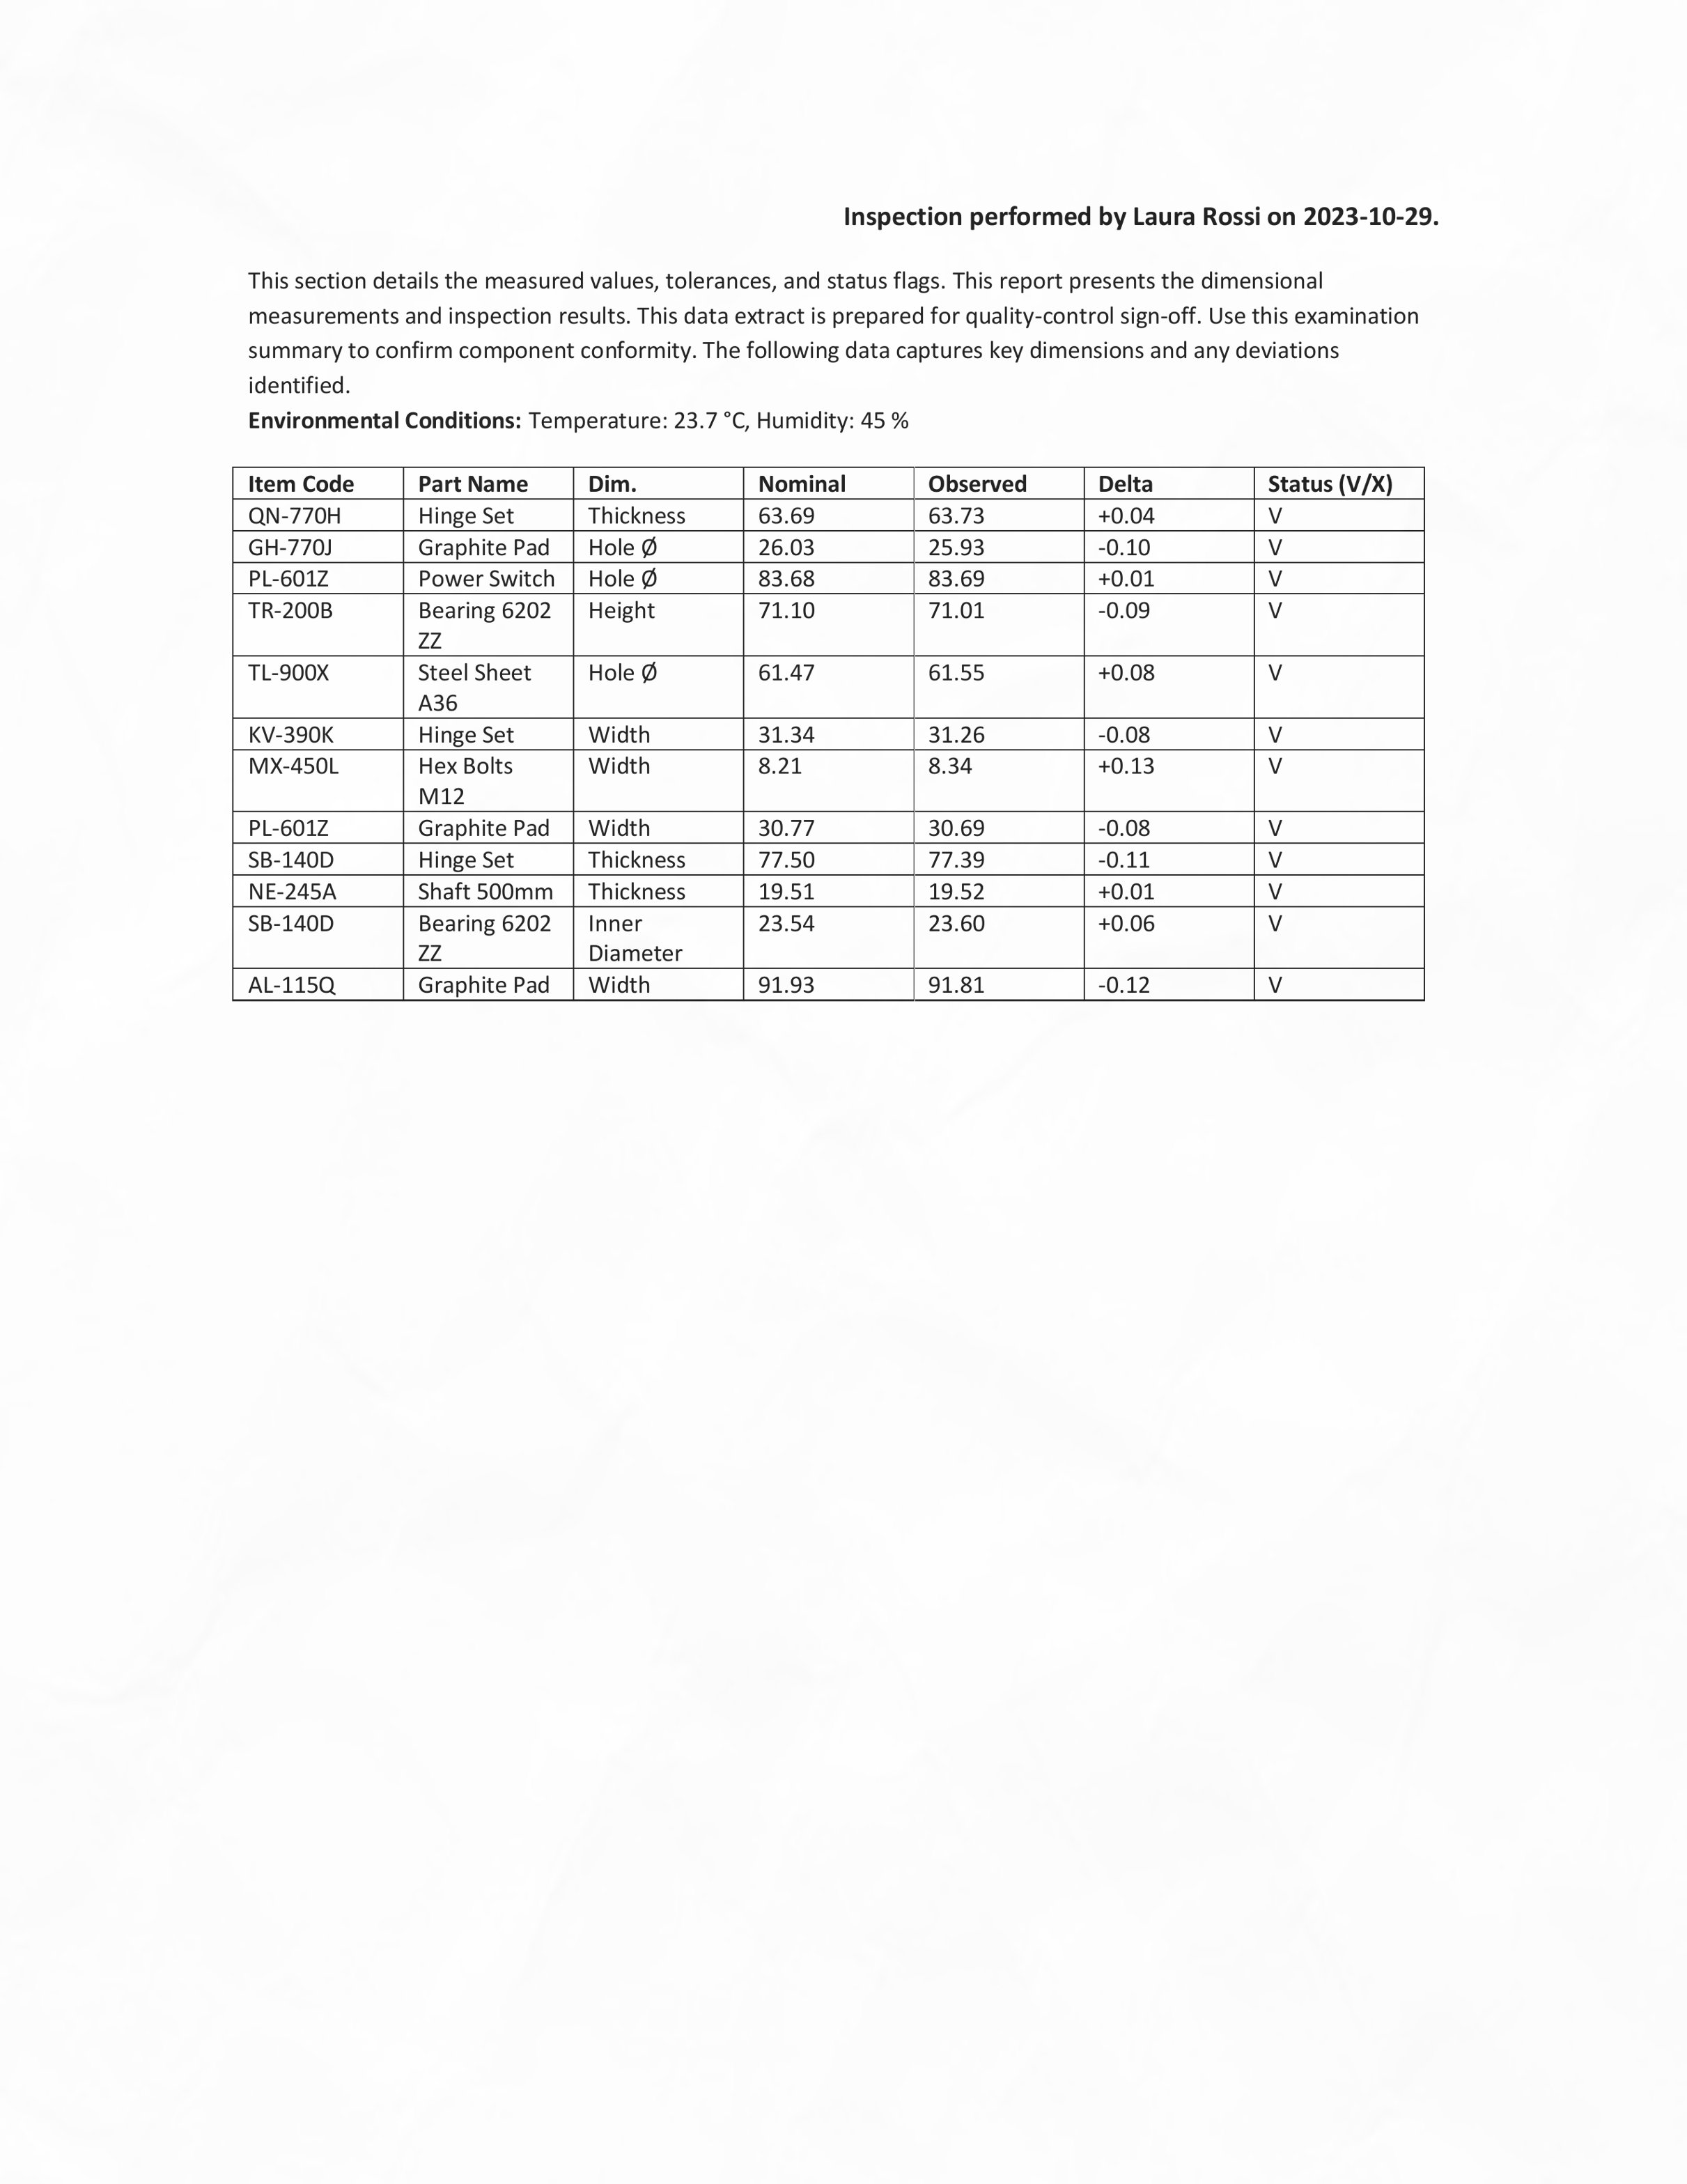 Inspection performed by Laura Rossi on 2023-10-29.
This section details the measured values, tolerances, and status flags. This report presents the dimensional
measurements and inspection results. This data extract is prepared for quality-control sign-off. Use this examination
summary to confirm component conformity. The following data captures key dimensions and any deviations
identified.
Environmental Conditions: Temperature: 23.7 °C, Humidity: 45 %
Item Code Part Name Dim. Nominal Observed Delta Status (V/X)
QN-770H Hinge Set Thickness 63.69 63.73 +0.04 V
GH-770J Graphite Pad Hole Ø 26.03 25.93 -0.10 V
PL-601Z Power Switch Hole Ø 83.68 83.69 +0.01 V
TR-200B Bearing 6202 Height 71.10 71.01 -0.09 V
ZZ
TL-900X Steel Sheet Hole Ø 61.47 61.55 +0.08 V
A36
KV-390K Hinge Set Width 31.34 31.26 -0.08 V
MX-450L Hex Bolts Width 8.21 8.34 +0.13 V
M12
PL-601Z Graphite Pad Width 30.77 30.69 -0.08 V
SB-140D Hinge Set Thickness 77.50 77.39 -0.11 V
NE-245A Shaft 500mm Thickness 19.51 19.52 +0.01 V
SB-140D Bearing 6202 Inner 23.54 23.60 +0.06 V
ZZ Diameter
AL-115Q Graphite Pad Width 91.93 91.81 -0.12 V